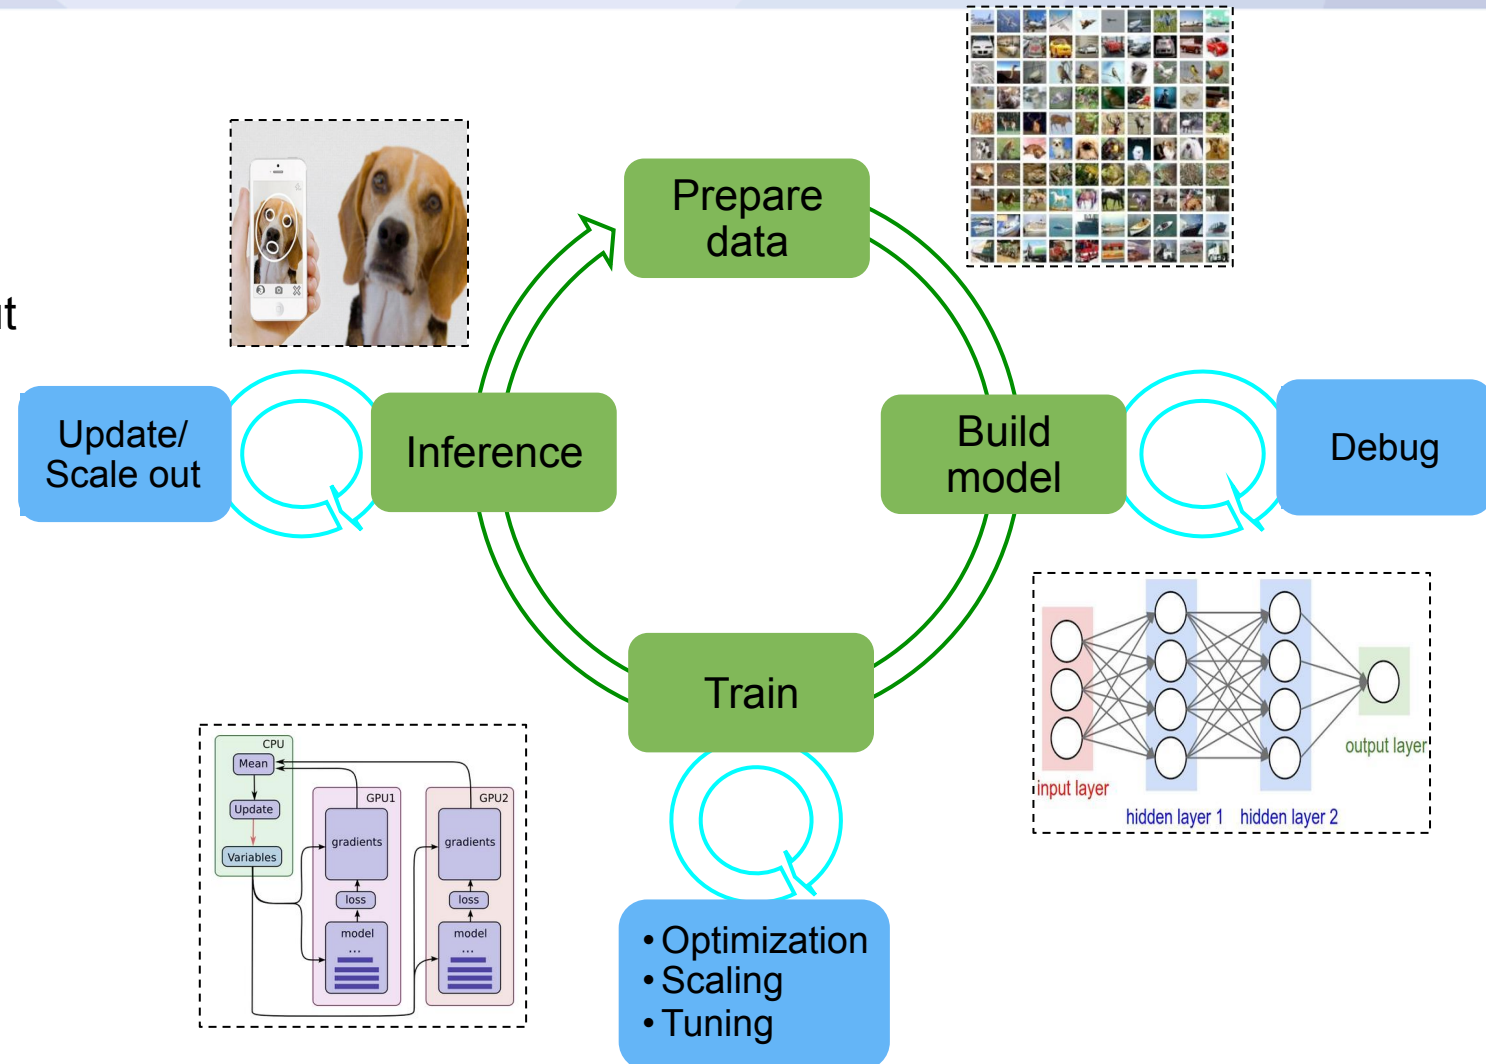 Prepare
data
ut
Update/
Scale out
Inference
Build
model
Debug
Train
CPU
Mean
Update
Variables
GPU1
gradients
loss
model
...
GPU2
gradients
loss
model
...
input layer
hidden layer 1
hidden layer 2
output layer
• Optimization
• Scaling
• Tuning